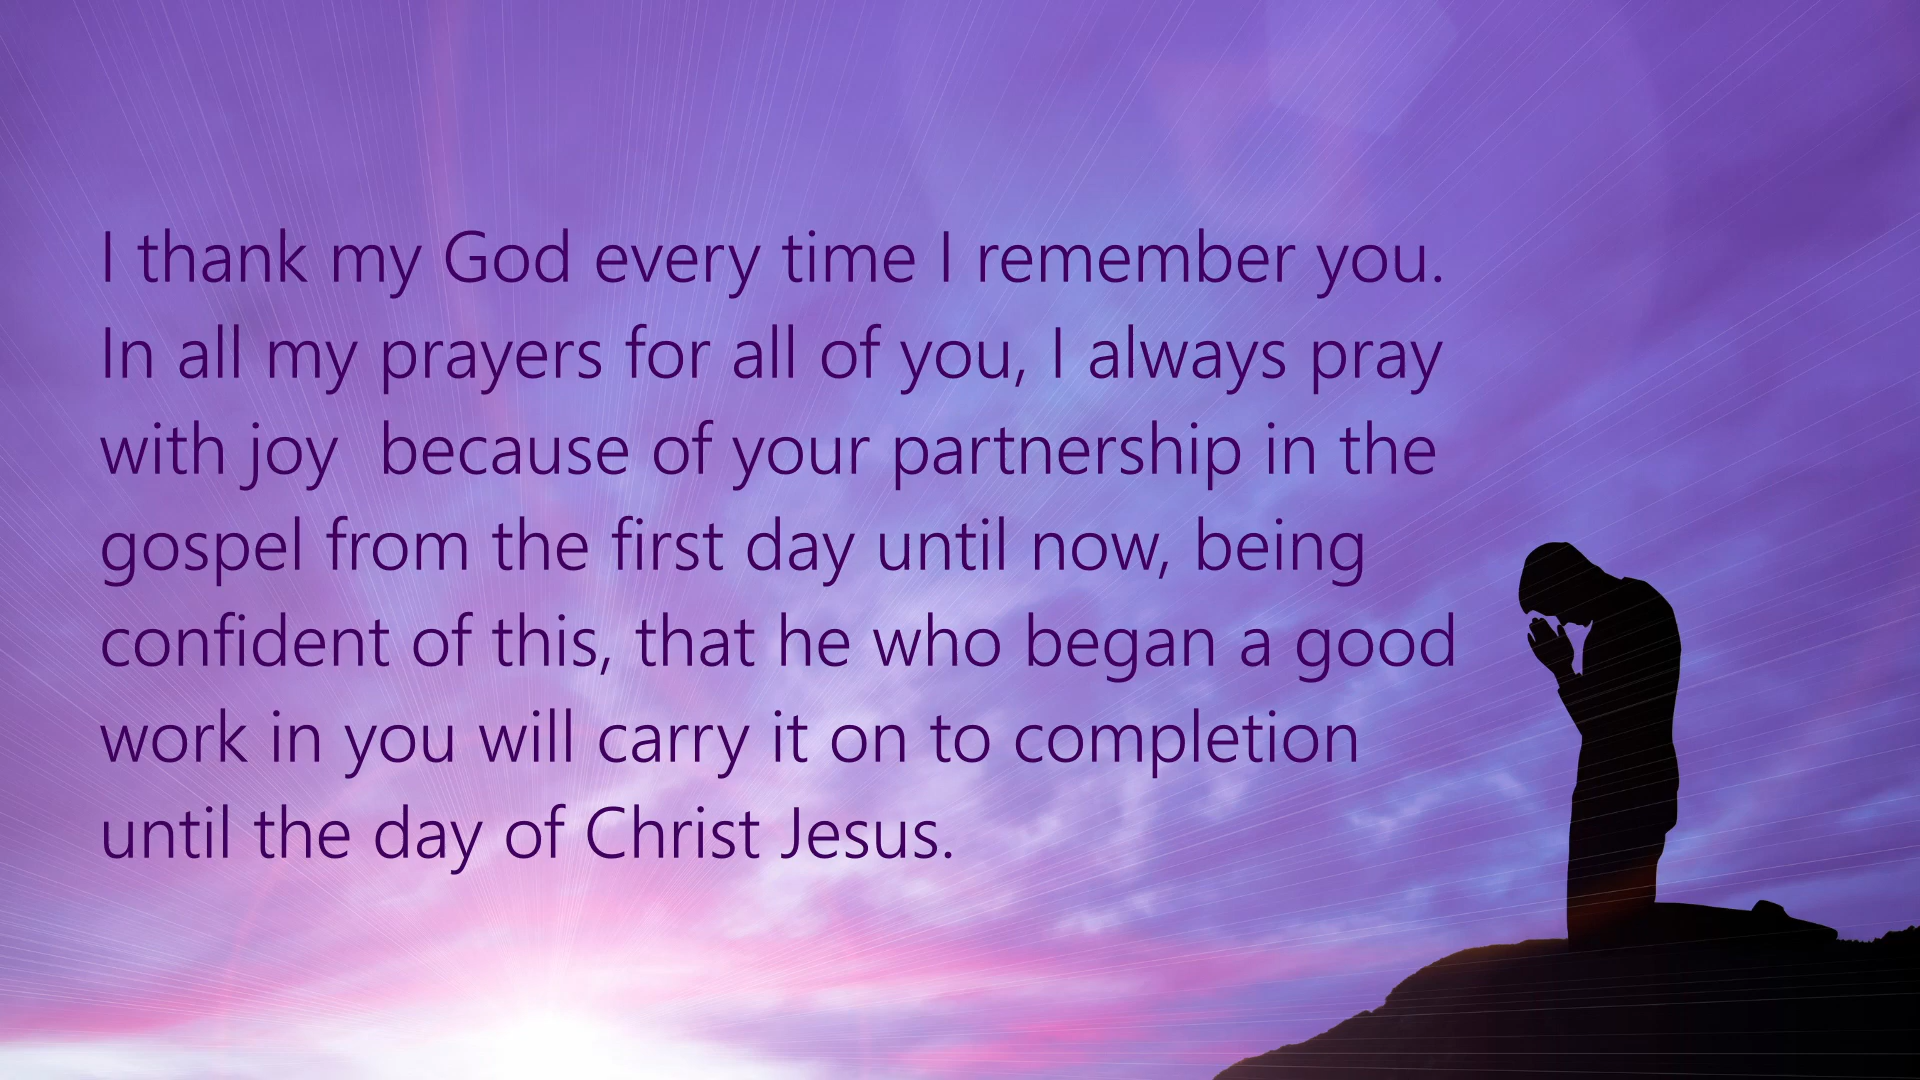 I thank my God every time I remember you.
In all my prayers for all of you, I always pray
with joy  because of your partnership in the
gospel from the first day until now, being
confident of this, that he who began a good
work in you will carry it on to completion
until the day of Christ Jesus.